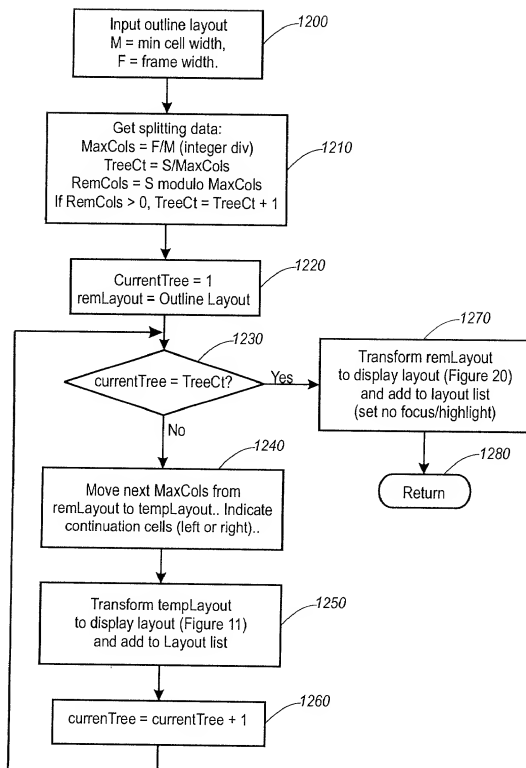 Input outline layout
M = min cell width,
F = frame width.
1200
Get splitting data:
MaxCols = F/M (integer div)
TreeCt = S/MaxCols
RemCols = S modulo MaxCols
If RemCols > 0, TreeCt = TreeCt + 1
1210
CurrentTree = 1
remLayout = Outline Layout
1220
1230
currentTree = TreeCt?
Yes
No
1270
Transform remLayout
to display layout (Figure 20)
and add to layout list
(set no focus/highlight)
1280
Return
1240
Move next MaxCols from
remLayout to tempLayout.. Indicate
continuation cells (left or right)..
1250
Transform tempLayout
to display layout (Figure 11)
and add to Layout list
1260
currenTree = currentTree + 1